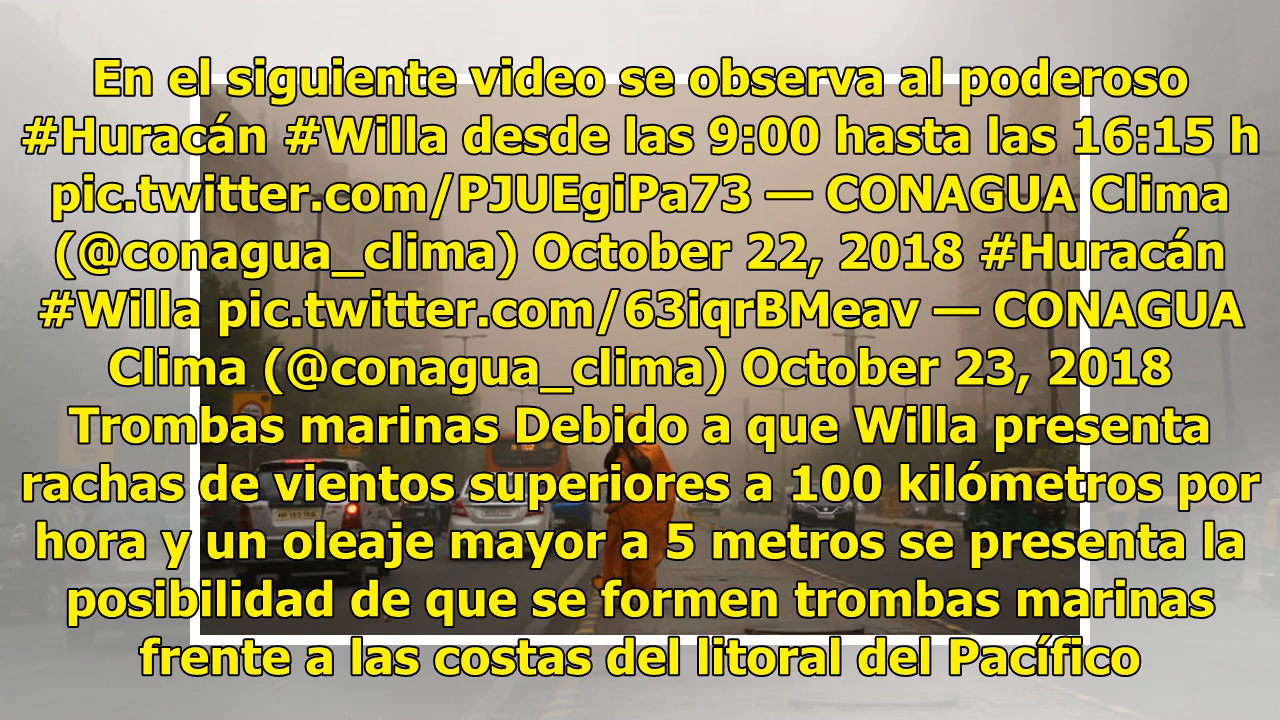 En el siguiente video se observa al poderoso
#Huracán #Willa desde las 9:00 hasta las 16:15 h
pic.twitter.com/PJUEgiPa73 — CONAGUA Clima
(@conagua_clima) October 22, 2018 #Huracán
#Willa pic.twitter.com/63iqrBMeav — CONAGUA
Clima (@conagua_clima) October 23, 2018
Trombas marinas Debido a que Willa presenta
rachas de vientos superiores a 100 kilómetros por
hora y un oleaje mayor a 5 metros se presenta la
posibilidad de que se formen trombas marinas
frente a las costas del litoral del Pacífico